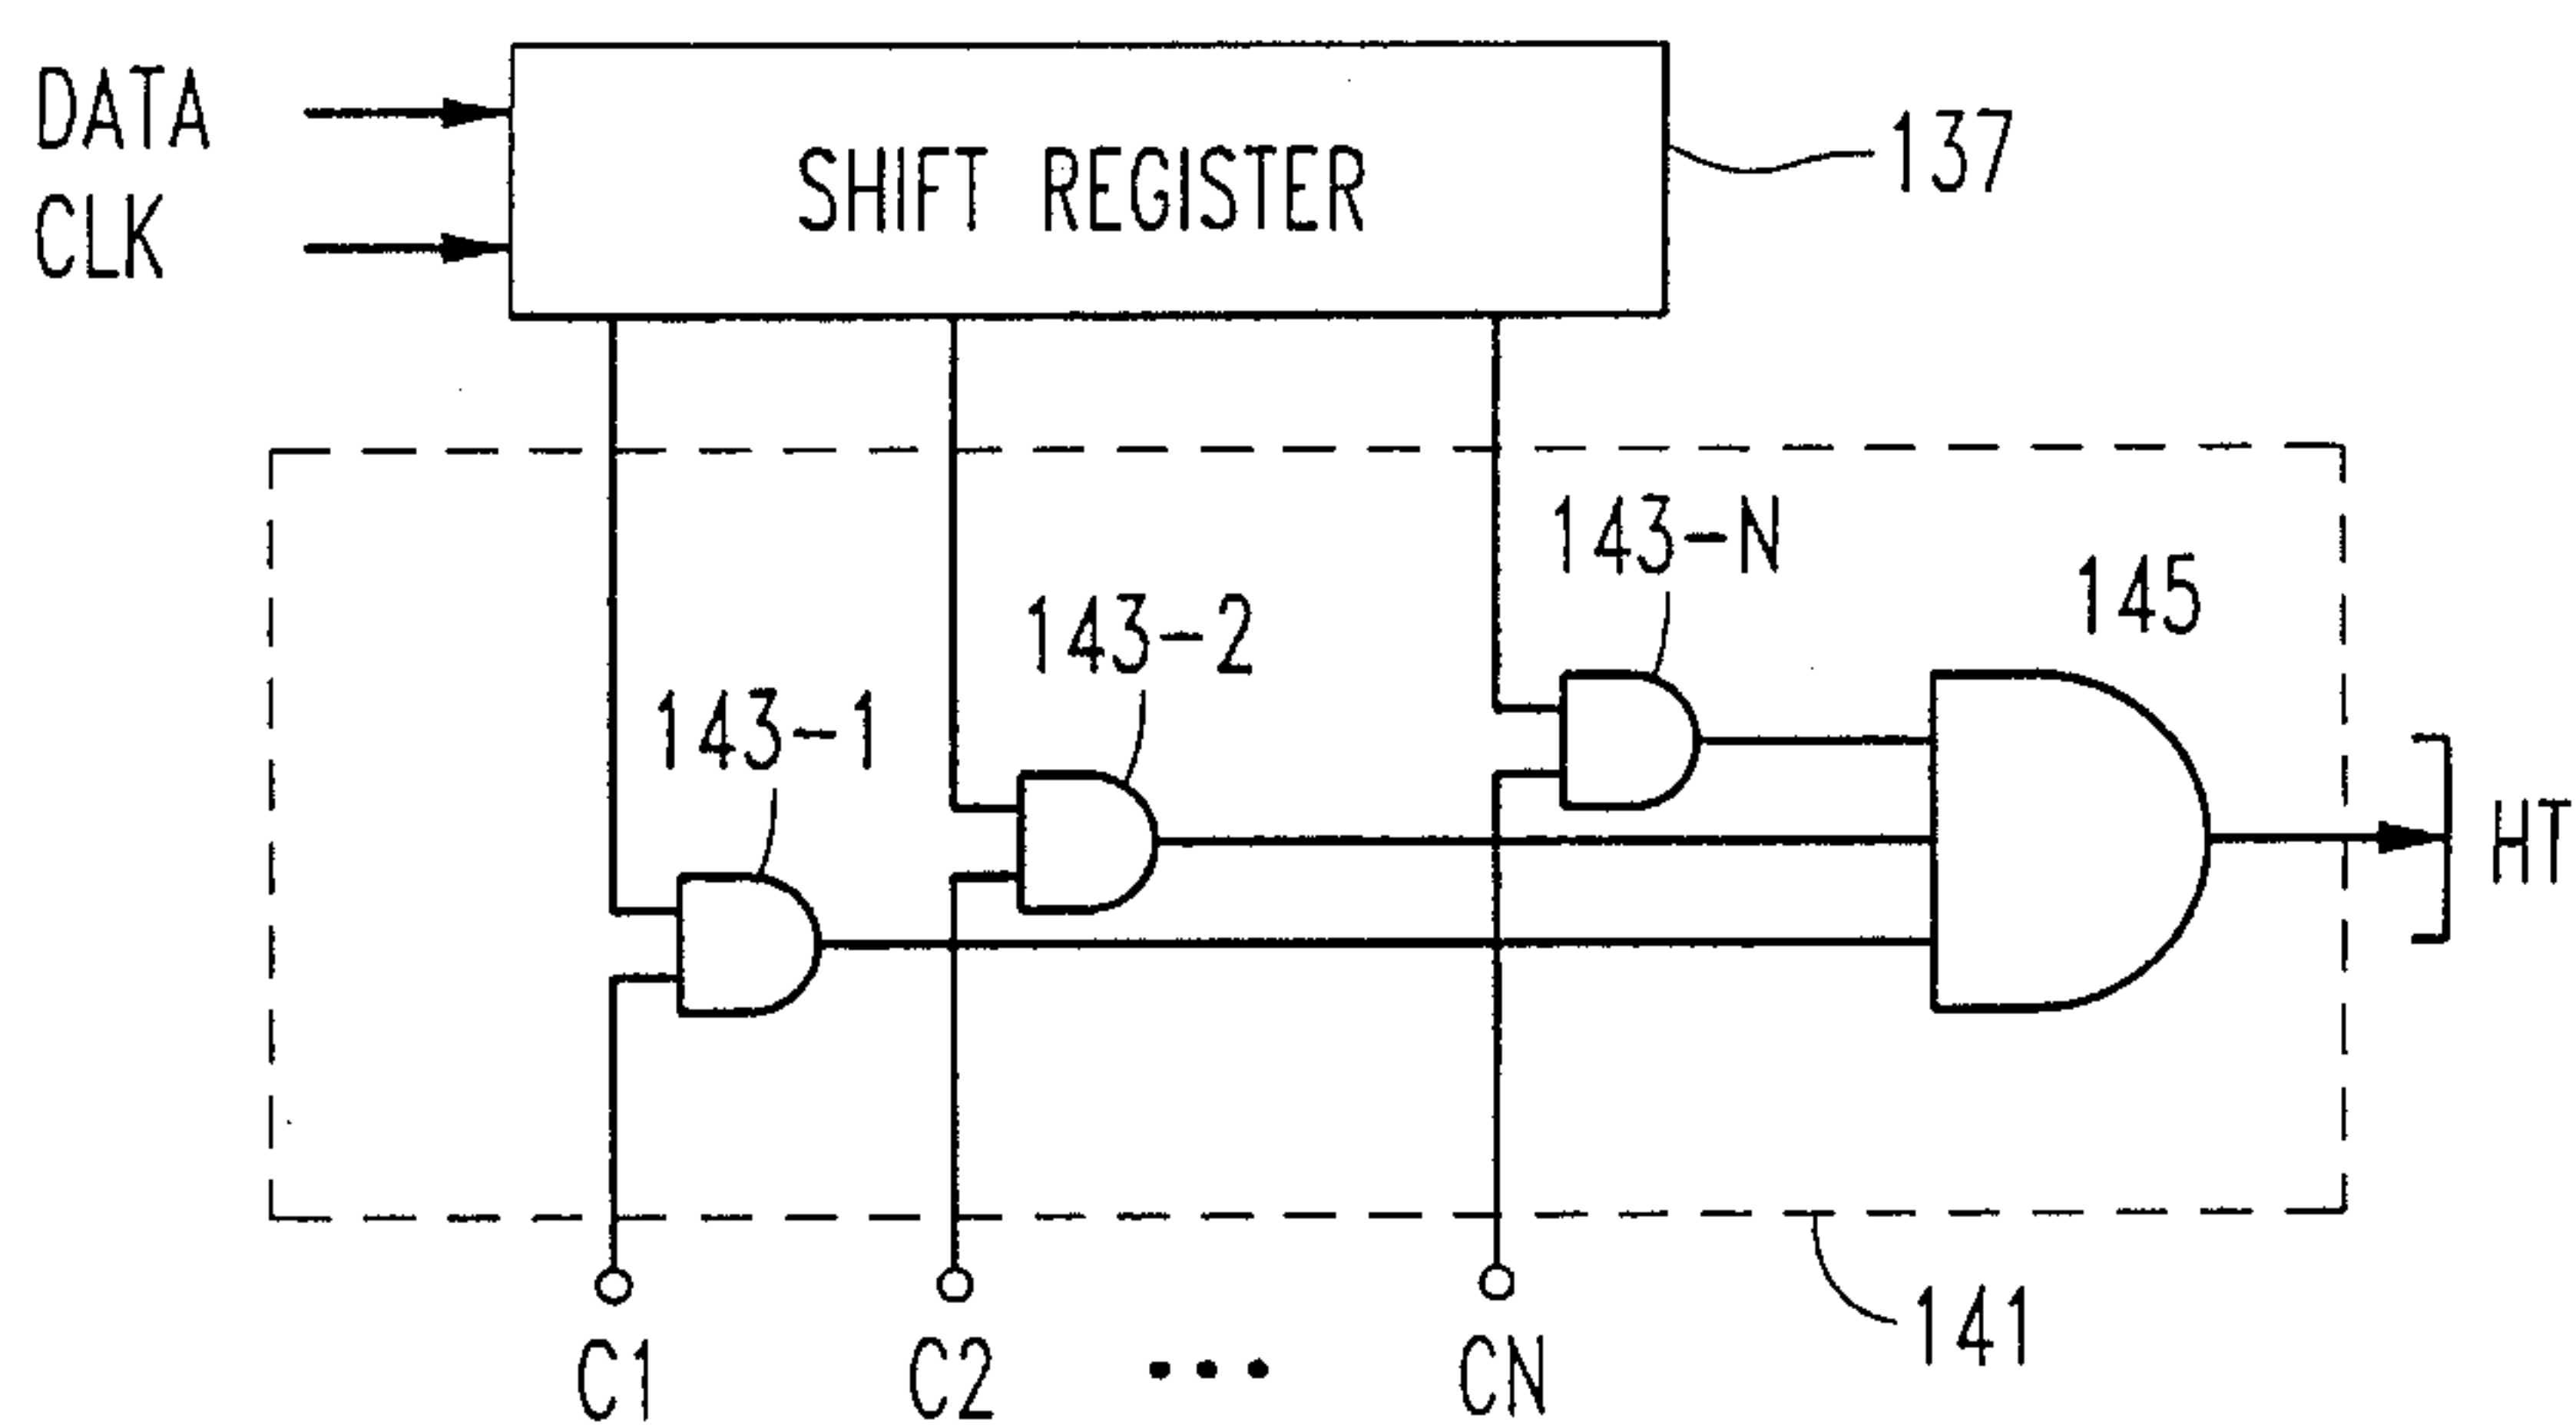 DATA
CLK
SHIFT REGISTER
137
143-N
145
143-2
143-1
HT
141
C1 C2 ••• CN